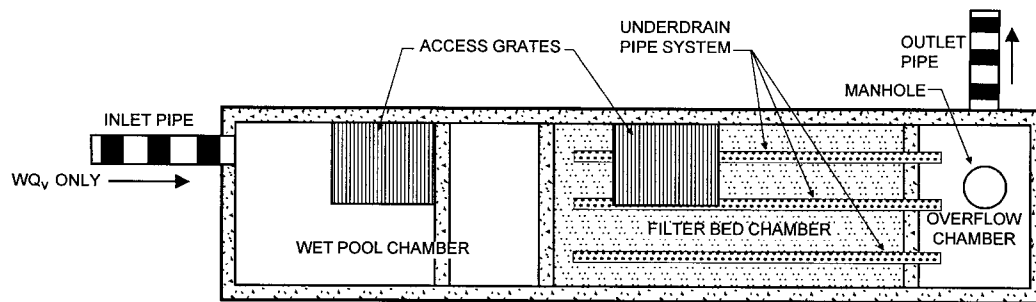 UNDERDRAIN
PIPE SYSTEM
ACCESS GRATES
OUTLET
PIPE
MANHOLE
INLET PIPE
WQv ONLY
WET POOL CHAMBER
FILTER BED CHAMBER
OVERFLOW
CHAMBER